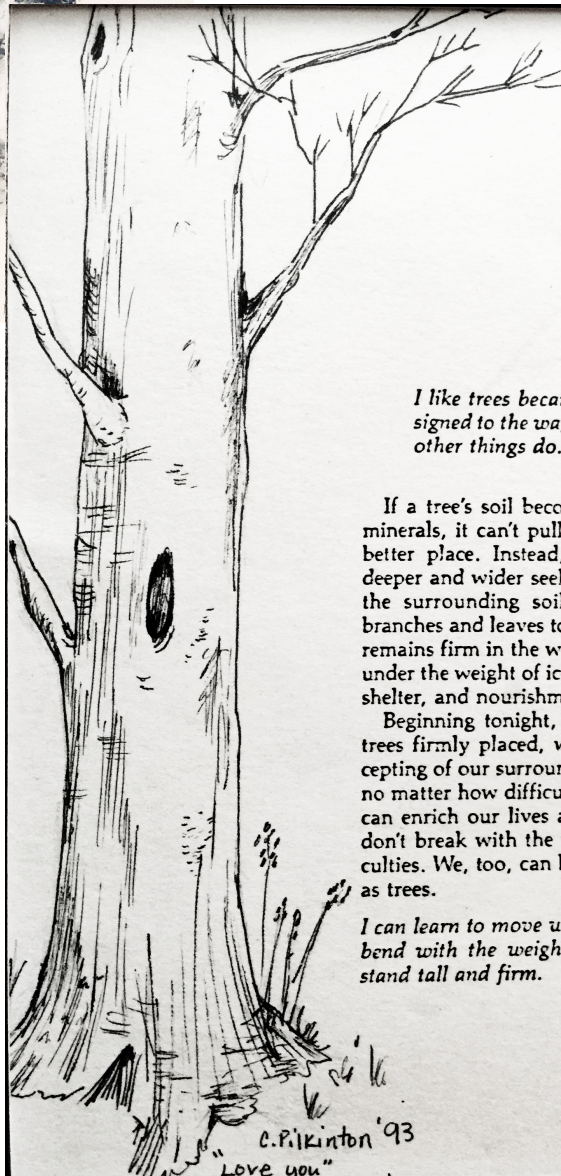 I like trees beca
signed to the wa
other things do.
If a tree's soil beco
minerals, it can't pull
better place. Instead,
deeper and wider seel
the surrounding soil
branches and leaves to
remains firm in the w
under the weight of ic
shelter, and nourishm
Beginning tonight,
trees firmly placed, w
cepting of our surrour
no matter how difficu
can enrich our lives a
don't break with the
culties. We, too, can l
as trees.
I can learn to move u
bend with the weigh
stand tall and firm.
C. Pilkinton '93
"Love you"